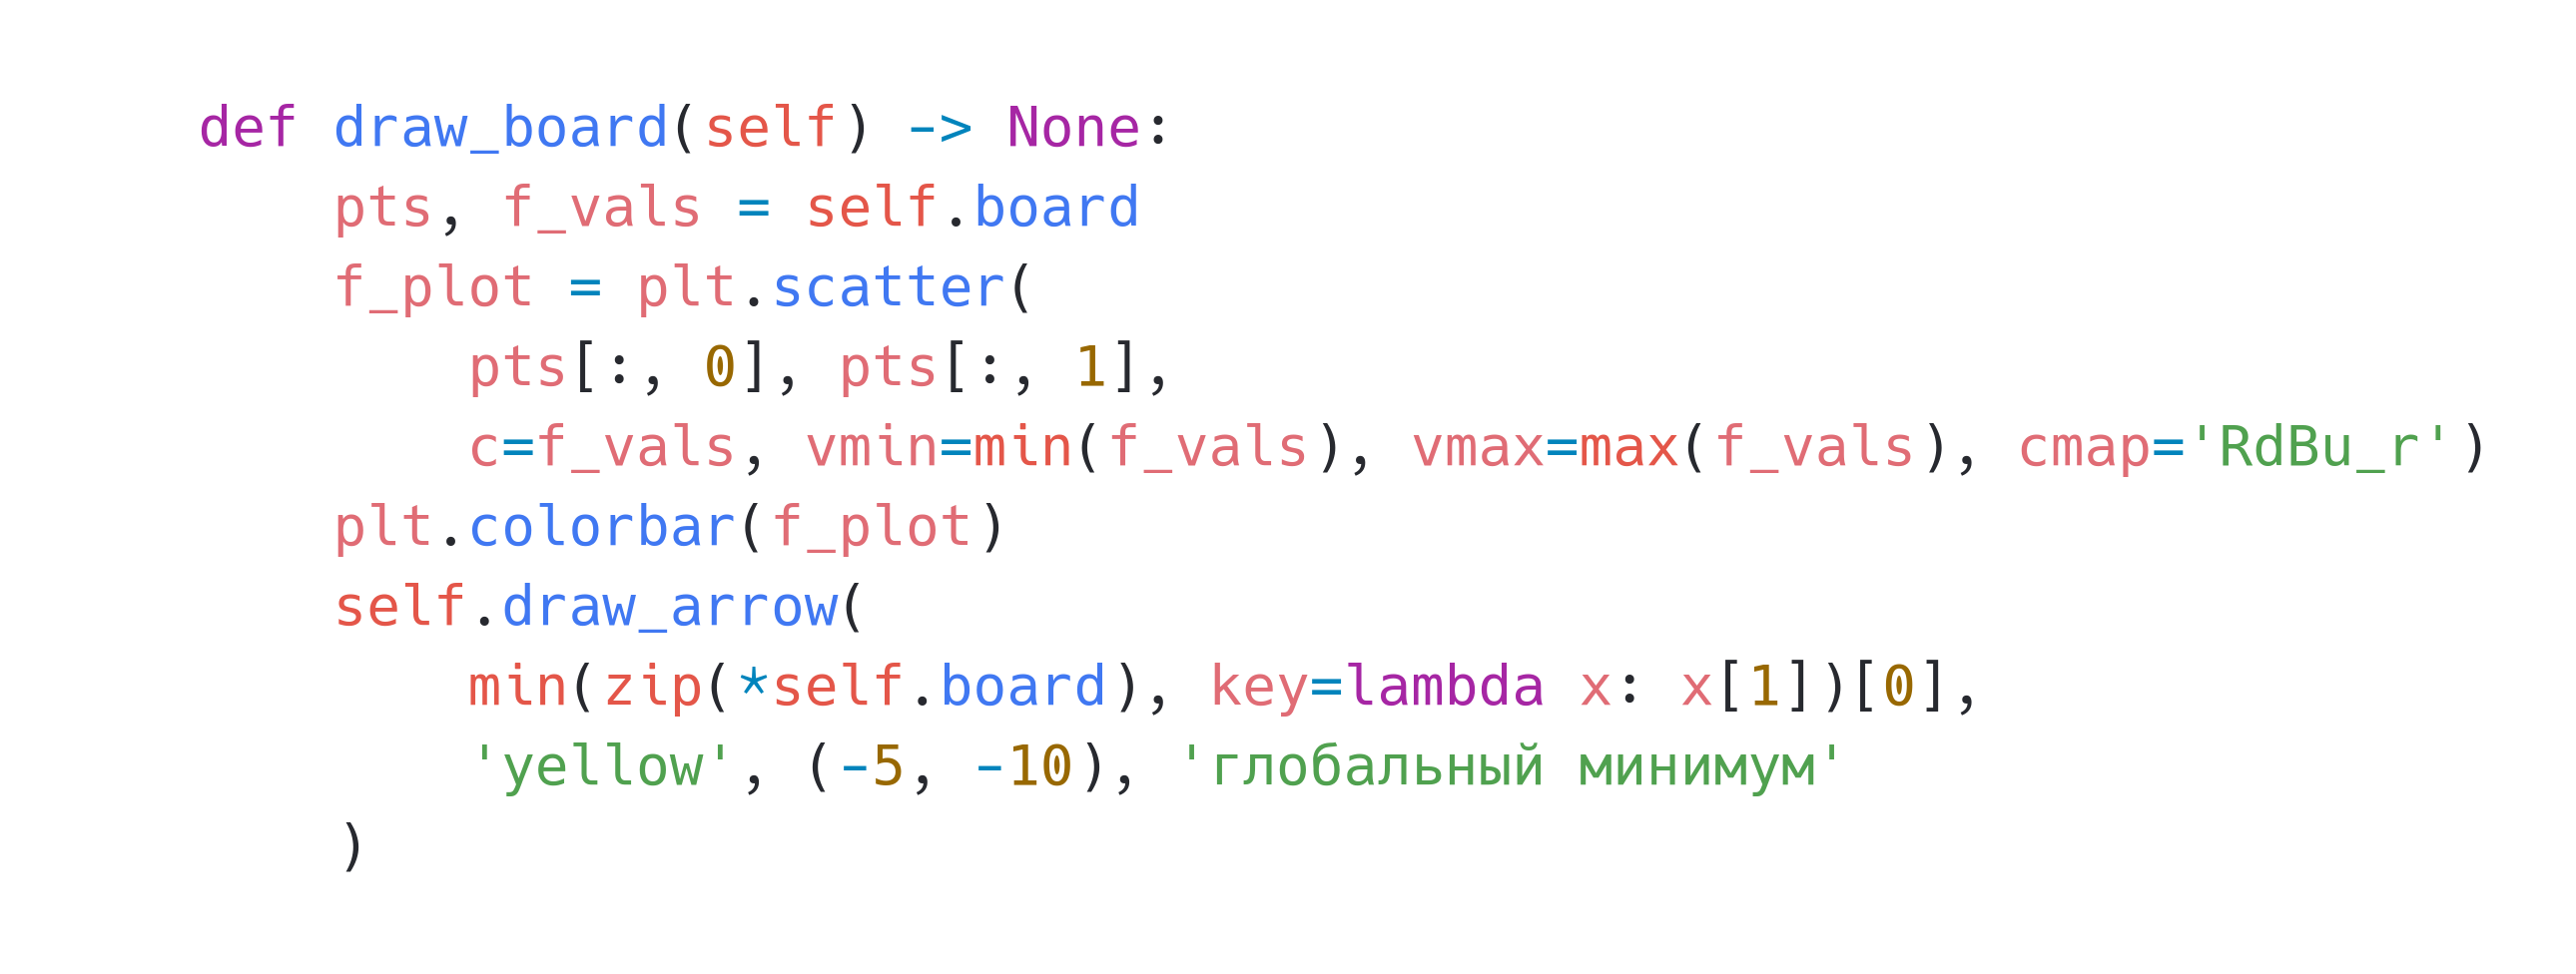 def draw_board(self) -> None:
    pts, f_vals = self.board
    f_plot = plt.scatter(
        pts[:, 0], pts[:, 1],
        c=f_vals, vmin=min(f_vals), vmax=max(f_vals), cmap='RdBu_r')
    plt.colorbar(f_plot)
    self.draw_arrow(
        min(zip(*self.board), key=lambda x: x[1])[0],
        'yellow', (-5, -10), 'глобальный минимум'
    )